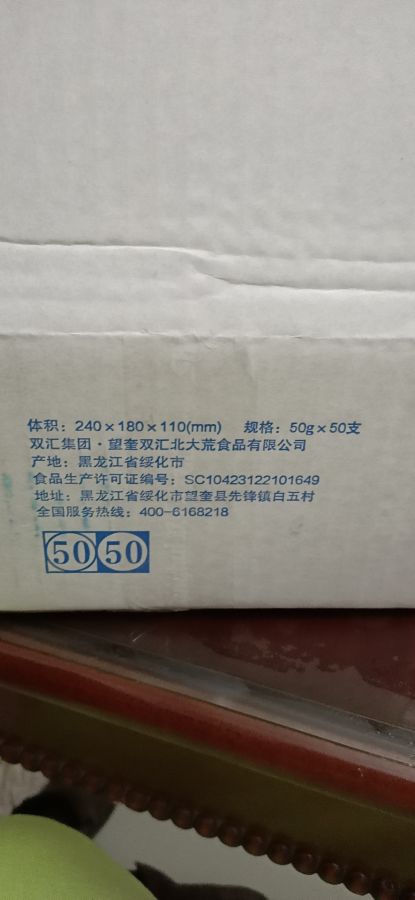 体积：240×180×110(mm) 规格：50g×50支
双汇集团·望奎双汇北大荒食品有限公司
产地：黑龙江省绥化市
食品生产许可证编号：SC10423122101649
地址：黑龙江省绥化市望奎县先锋镇白五村
全国服务热线：400-6168218
50 50